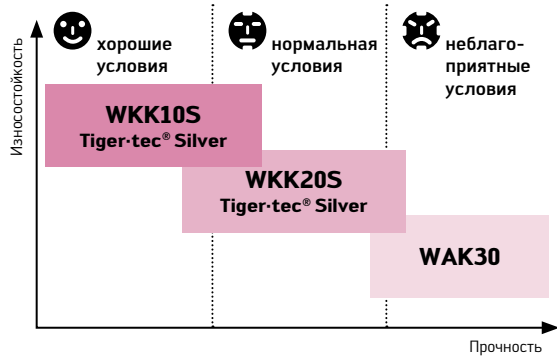 Износостойкость
хорошие
условия
нормальная
условия
неблаго-
приятные
условия
WKK10S
Tiger·tec® Silver
WKK20S
Tiger·tec® Silver
WAK30
Прочность